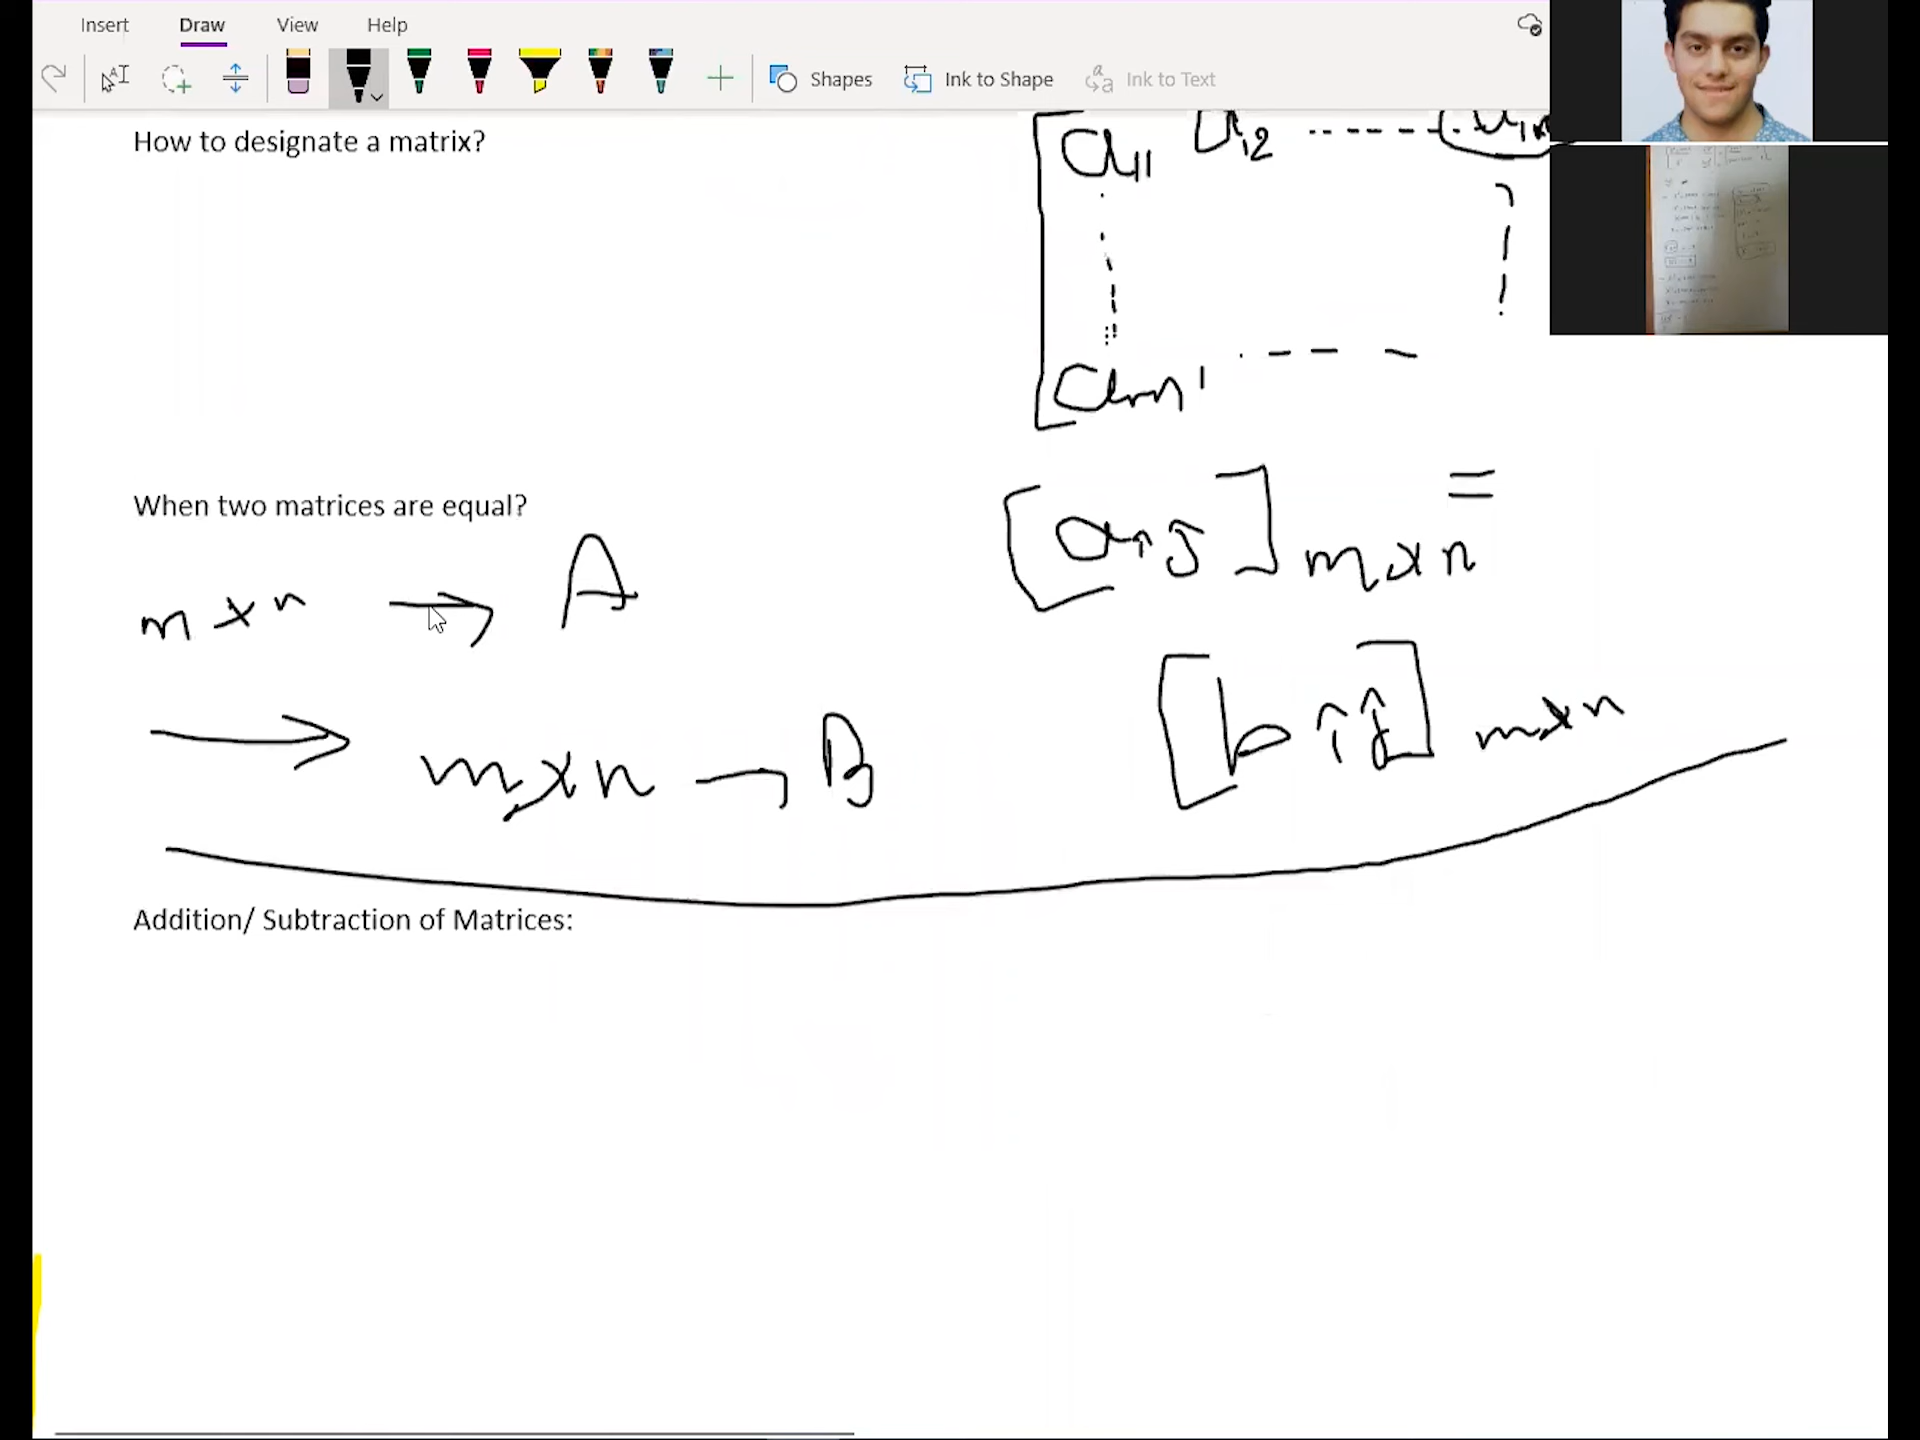 Insert Draw View Help
Shapes Ink to Shape Ink to Text
How to designate a matrix?
a11 a12 ------
am1 . - - -
When two matrices are equal?
[aij] m×n =
m×n → A
[bij] m×n
→ m×n → B
Addition/ Subtraction of Matrices: